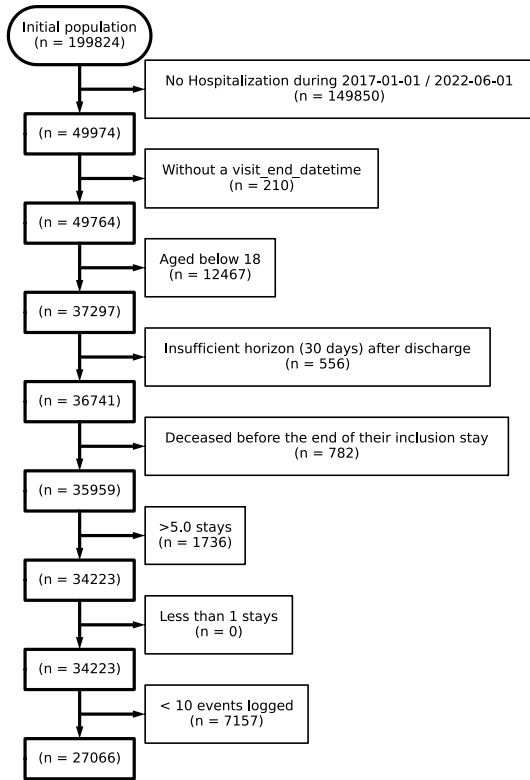 Initial population
(n = 199824)
No Hospitalization during 2017-01-01 / 2022-06-01
(n = 149850)
(n = 49974)
Without a visit_end_datetime
(n = 210)
(n = 49764)
Aged below 18
(n = 12467)
(n = 37297)
Insufficient horizon (30 days) after discharge
(n = 556)
(n = 36741)
Deceased before the end of their inclusion stay
(n = 782)
(n = 35959)
>5.0 stays
(n = 1736)
(n = 34223)
Less than 1 stays
(n = 0)
(n = 34223)
< 10 events logged
(n = 7157)
(n = 27066)